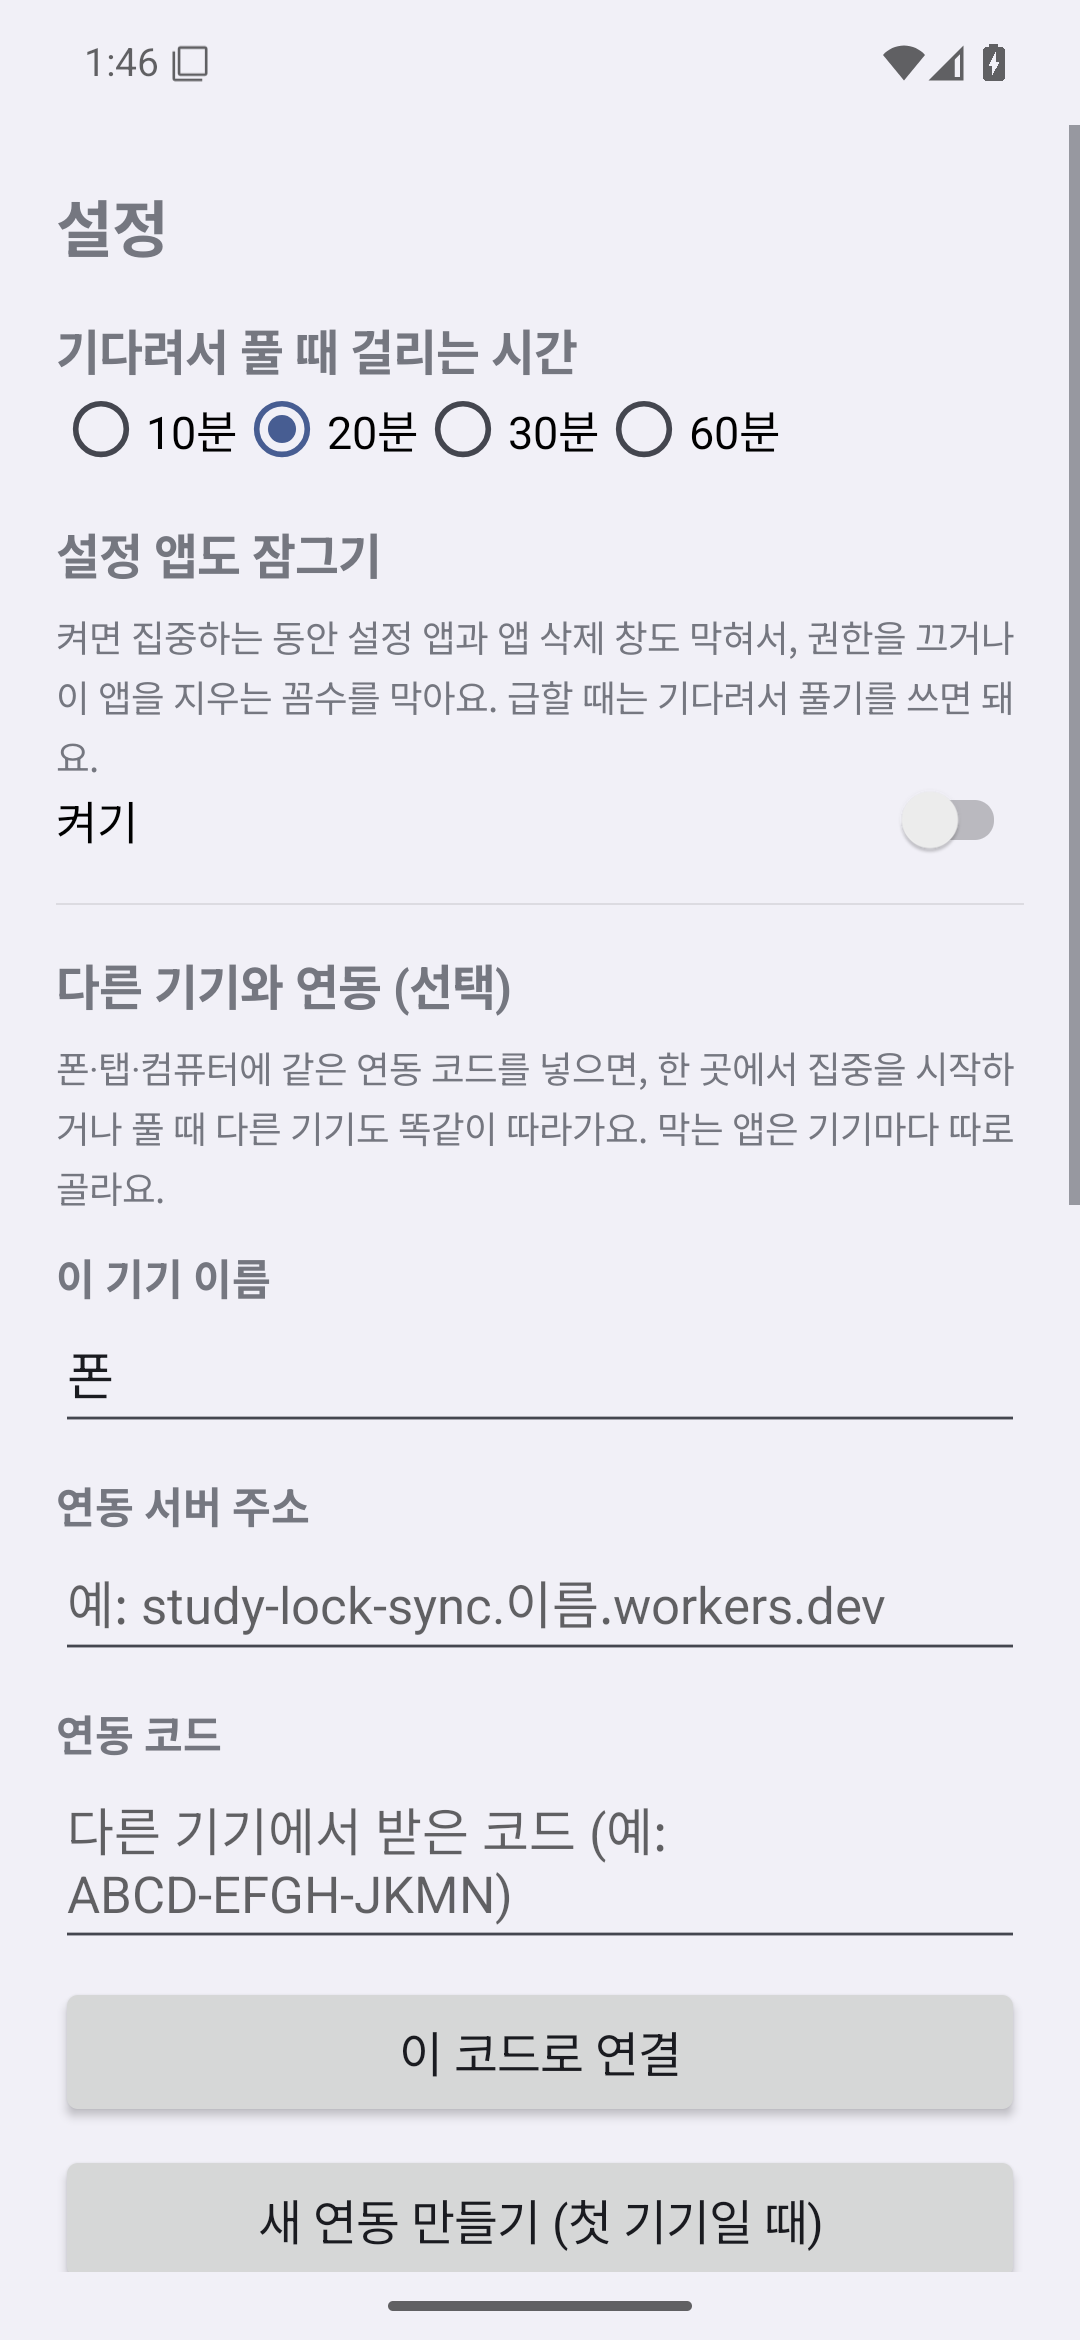 1:46
설정
기다려서 풀 때 걸리는 시간
10분 20분 30분 60분
설정 앱도 잠그기
켜면 집중하는 동안 설정 앱과 앱 삭제 창도 막혀서, 권한을 끄거나
이 앱을 지우는 꼼수를 막아요. 급할 때는 기다려서 풀기를 쓰면 돼
요.
켜기
다른 기기와 연동 (선택)
폰·탭·컴퓨터에 같은 연동 코드를 넣으면, 한 곳에서 집중을 시작하
거나 풀 때 다른 기기도 똑같이 따라가요. 막는 앱은 기기마다 따로
골라요.
이 기기 이름
폰
연동 서버 주소
예: study-lock-sync.이름.workers.dev
연동 코드
다른 기기에서 받은 코드 (예:
ABCD-EFGH-JKMN)
이 코드로 연결
새 연동 만들기 (첫 기기일 때)